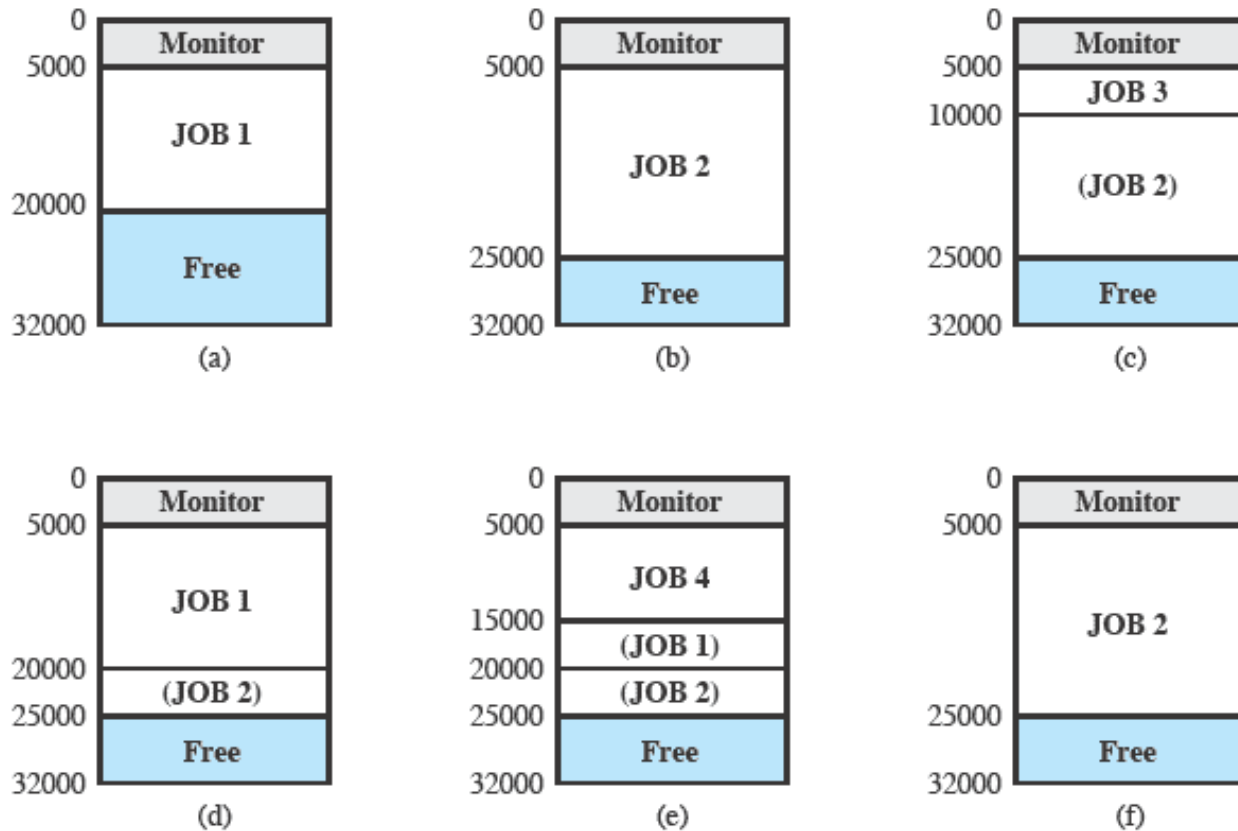 0
Monitor
5000
JOB 1
20000
Free
32000
(a)
0
Monitor
5000
JOB 2
25000
Free
32000
(b)
0
Monitor
5000
JOB 3
10000
(JOB 2)
25000
Free
32000
(c)
0
Monitor
5000
JOB 1
20000
(JOB 2)
25000
Free
32000
(d)
0
Monitor
5000
JOB 4
15000
(JOB 1)
20000
(JOB 2)
25000
Free
32000
(e)
0
Monitor
5000
JOB 2
25000
Free
32000
(f)